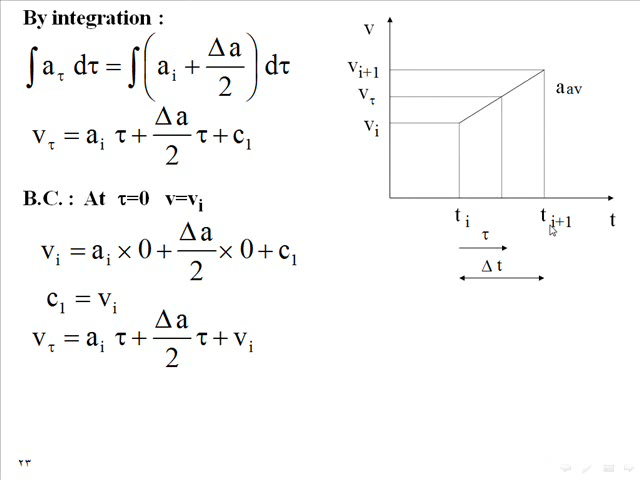 By integration :
∫ a_τ dτ = ∫ ( a_i + Δa/2 ) dτ
v_τ = a_i τ + Δa/2 τ + c_1
B.C. : At τ=0 v=v_i
v_i = a_i × 0 + Δa/2 × 0 + c_1
c_1 = v_i
v_τ = a_i τ + Δa/2 τ + v_i
v
v_i+1
v_τ
v_i
a_av
t_i
t_i+1
t
τ
Δ t
٢٣